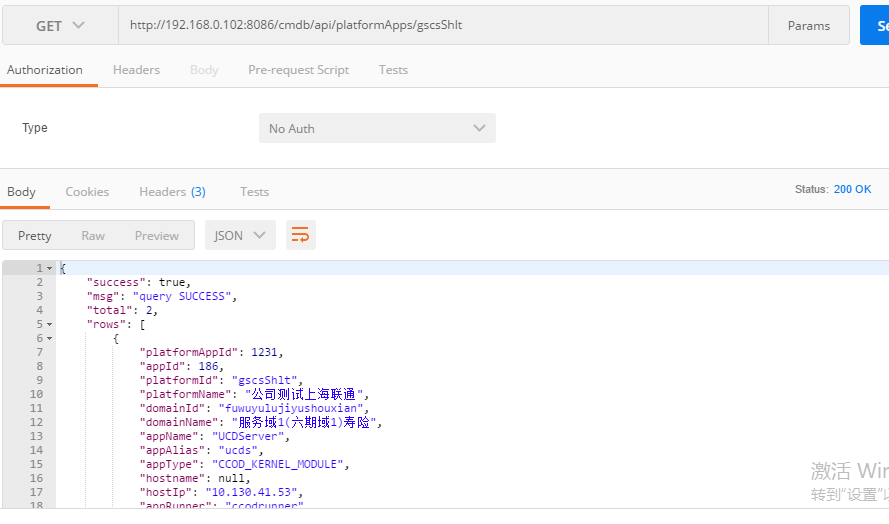 GET http://192.168.0.102:8086/cmdb/api/platformApps/gscsShlt Params Se
Authorization Headers Body Pre-request Script Tests
Type No Auth
Body Cookies Headers (3) Tests Status: 200 OK
Pretty Raw Preview JSON
1 {
2 "success": true,
3 "msg": "query SUCCESS",
4 "total": 2,
5 "rows": [
6 {
7 "platformAppId": 1231,
8 "appId": 186,
9 "platformId": "gscsShlt",
10 "platformName": "公司测试上海联通",
11 "domainId": "fuwuyulujiyushouxian",
12 "domainName": "服务域1(六期域1)寿险",
13 "appName": "UCDServer",
14 "appAlias": "ucds",
15 "appType": "CCOD_KERNEL_MODULE",
16 "hostname": null,
17 "hostIp": "10.130.41.53",
18 "appRunner": "ccodrunner",
激活 Win
转到"设置"以